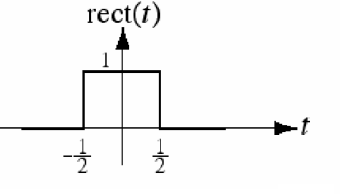 rect(t)
1
t
-1/2 1/2